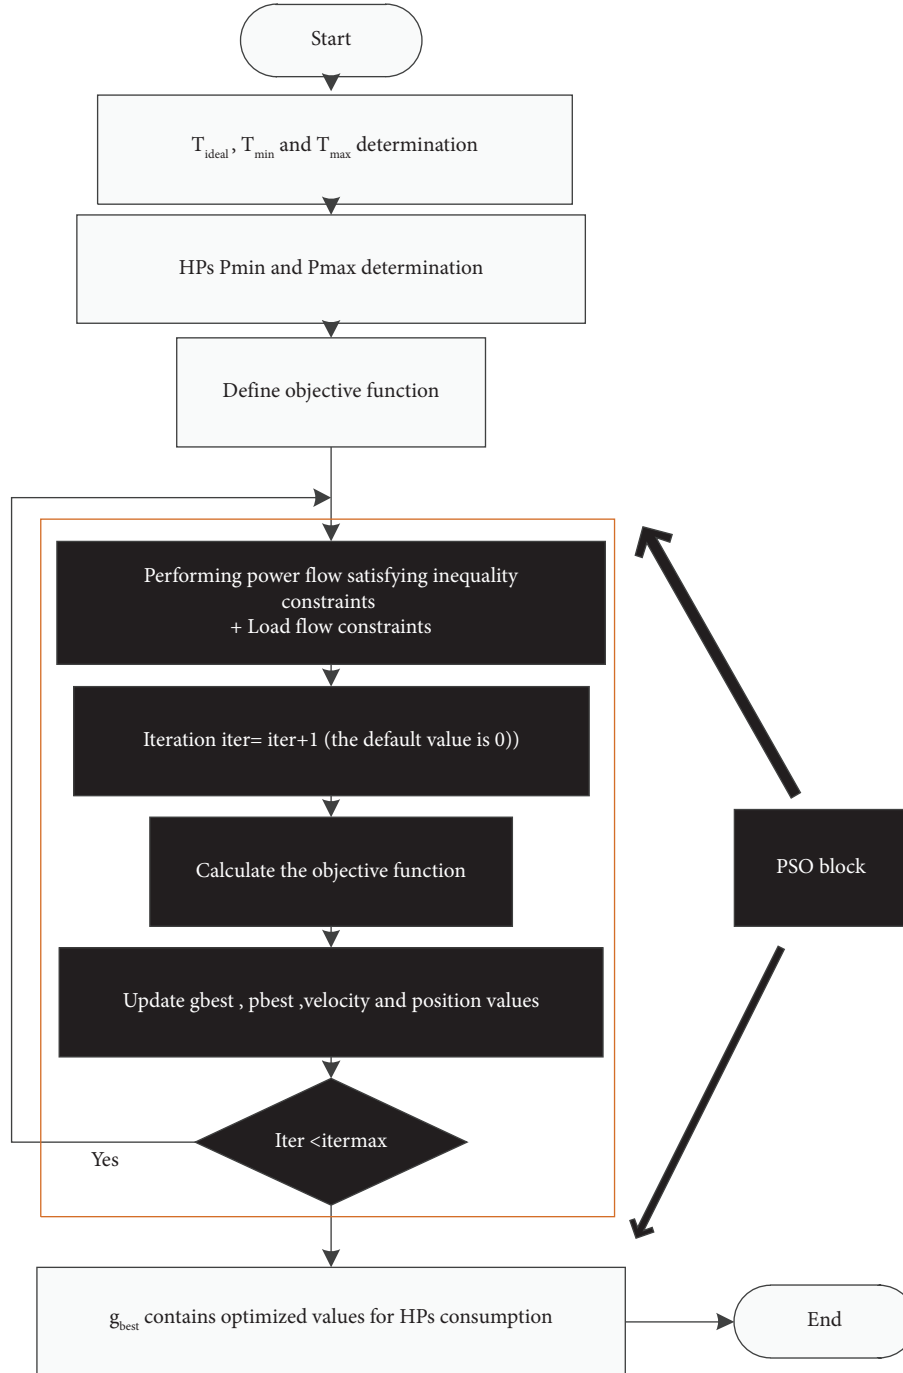 Start
T_ideal, T_min and T_max determination
HPs Pmin and Pmax determination
Define objective function
Performing power flow satisfying inequality
constraints
+ Load flow constraints
Iteration iter= iter+1 (the default value is 0))
Calculate the objective function
PSO block
Update gbest , pbest ,velocity and position values
Iter <itermax
Yes
g_best contains optimized values for HPs consumption
End